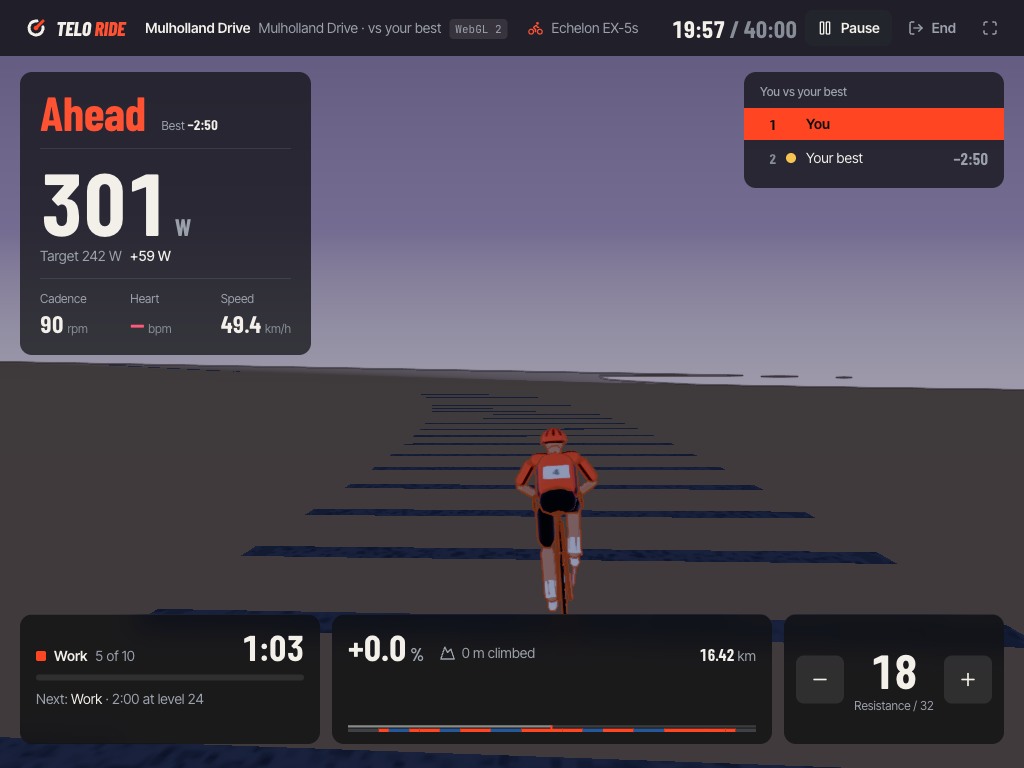 TELO RIDE Mulholland Drive Mulholland Drive · vs your best WebGL 2 Echelon EX-5s 19:57 / 40:00 Pause End
Ahead Best −2:50
301 W
Target 242 W +59 W
Cadence Heart Speed
90 rpm — bpm 49.4 km/h
You vs your best
1 You
2 Your best −2:50
4
Work 5 of 10 1:03
Next: Work · 2:00 at level 24
+0.0 % 0 m climbed 16.42 km
− 18 +
Resistance / 32